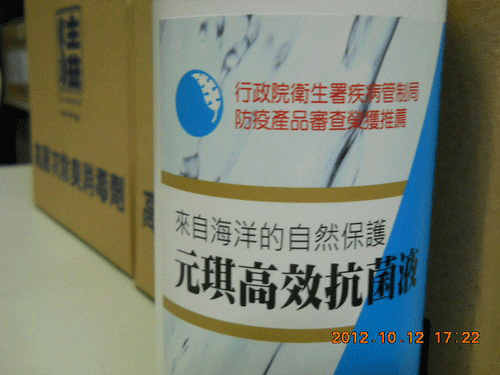 行政院衛生署疾病管制局
防疫產品審查榮獲推薦
來自海洋的自然保護
元琪高效抗菌液
2012.10.12 17:22